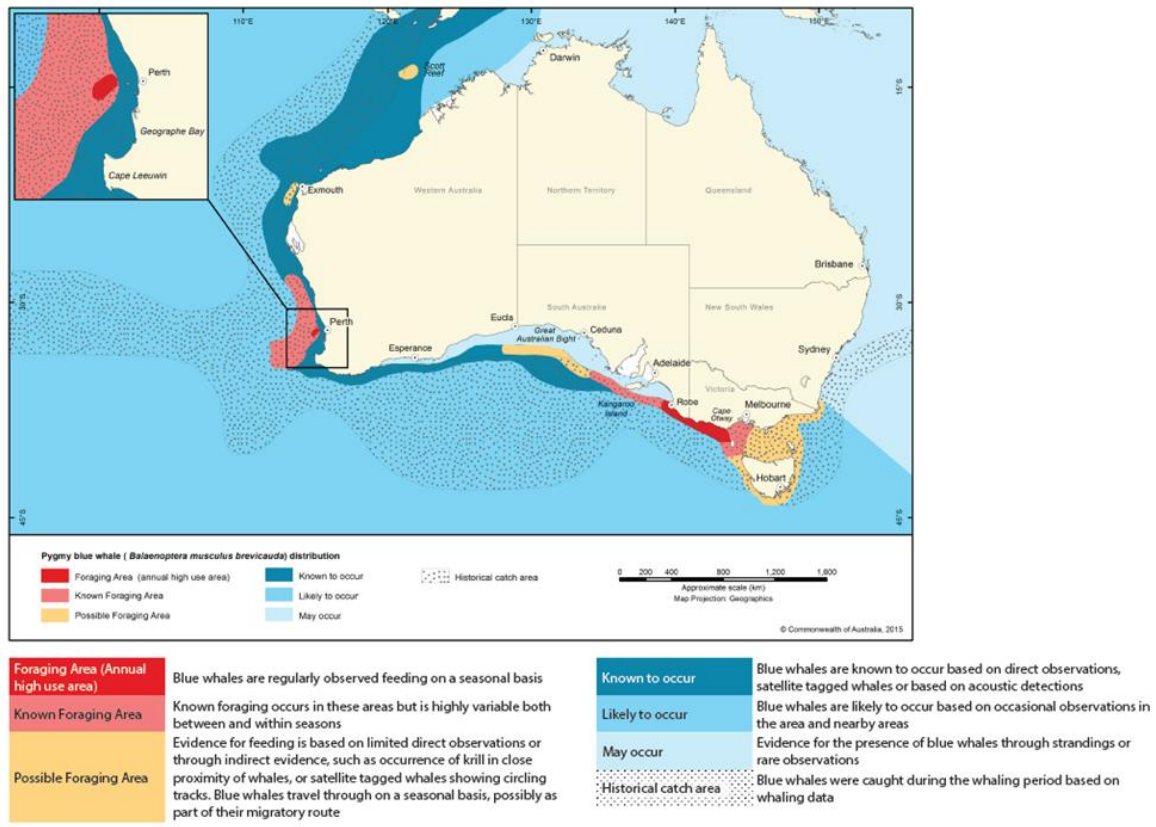 110°E
120°E
130°E
140°E
150°E
Perth
Geographe Bay
Cape Leeuwin
Scott
Reef
Darwin
15°S
Exmouth
Western Australia
Northern Territory
Queensland
Brisbane
30°S
30°S
South Australia
New South Wales
Perth
Eucla
Great
Australian Bight
Ceduna
Esperance
Sydney
Adelaide
Victoria
Kangaroo
Island
Robe
Cape
Otway
Melbourne
Hobart
45°S
45°S
Pygmy blue whale ( Balaenoptera musculus brevicauda) distribution
Foraging Area (annual high use area)
Known Foraging Area
Possible Foraging Area
Known to occur
Likely to occur
May occur
Historical catch area
0 200 400 800 1,200 1,600
Approximate scale (km)
Map Projection: Geographics
© Commonwealth of Australia, 2015
Foraging Area (Annual
high use area)
Blue whales are regularly observed feeding on a seasonal basis
Known Foraging Area
Known foraging occurs in these areas but is highly variable both
between and within seasons
Possible Foraging Area
Evidence for feeding is based on limited direct observations or
through indirect evidence, such as occurrence of krill in close
proximity of whales, or satellite tagged whales showing circling
tracks. Blue whales travel through on a seasonal basis, possibly as
part of their migratory route
Known to occur
Blue whales are known to occur based on direct observations,
satellite tagged whales or based on acoustic detections
Likely to occur
Blue whales are likely to occur based on occasional observations in
the area and nearby areas
May occur
Evidence for the presence of blue whales through strandings or
rare observations
Historical catch area
Blue whales were caught during the whaling period based on
whaling data